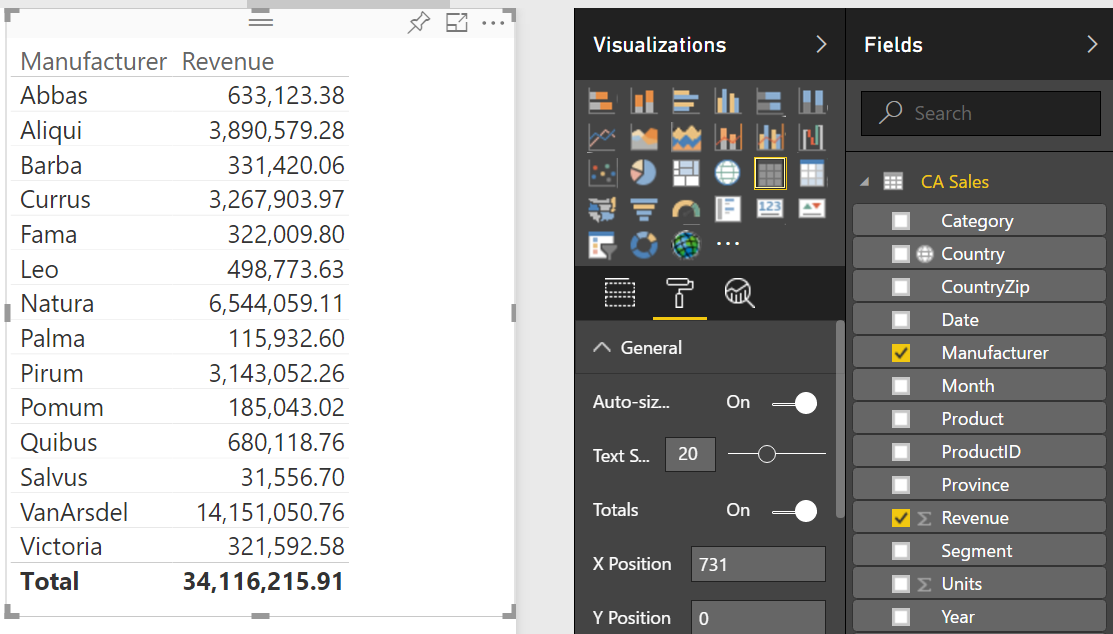 Manufacturer Revenue
Abbas 633,123.38
Aliqui 3,890,579.28
Barba 331,420.06
Currus 3,267,903.97
Fama 322,009.80
Leo 498,773.63
Natura 6,544,059.11
Palma 115,932.60
Pirum 3,143,052.26
Pomum 185,043.02
Quibus 680,118.76
Salvus 31,556.70
VanArsdel 14,151,050.76
Victoria 321,592.58
Total 34,116,215.91
Visualizations
123
General
Auto-siz... On
Text S... 20
Totals On
X Position 731
Y Position 0
Fields
Search
CA Sales
Category
Country
CountryZip
Date
Manufacturer
Month
Product
ProductID
Province
Σ Revenue
Segment
Σ Units
Year